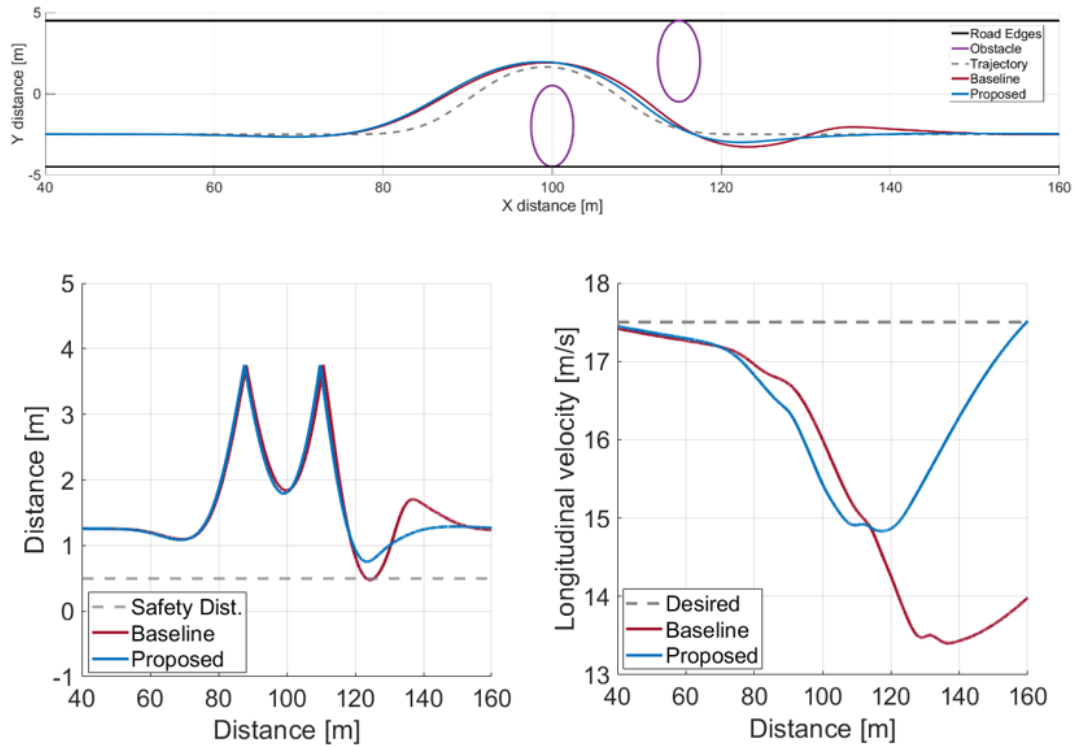 5
0
-5
Y distance [m]
40
60
80
100
120
140
160
X distance [m]
Road Edges
Obstacle
Trajectory
Baseline
Proposed
5
4
3
2
1
0
-1
Distance [m]
Safety Dist.
Baseline
Proposed
40 60 80 100 120 140 160
Distance [m]
18
17
16
15
14
13
Longitudinal velocity [m/s]
Desired
Baseline
Proposed
40 60 80 100 120 140 160
Distance [m]